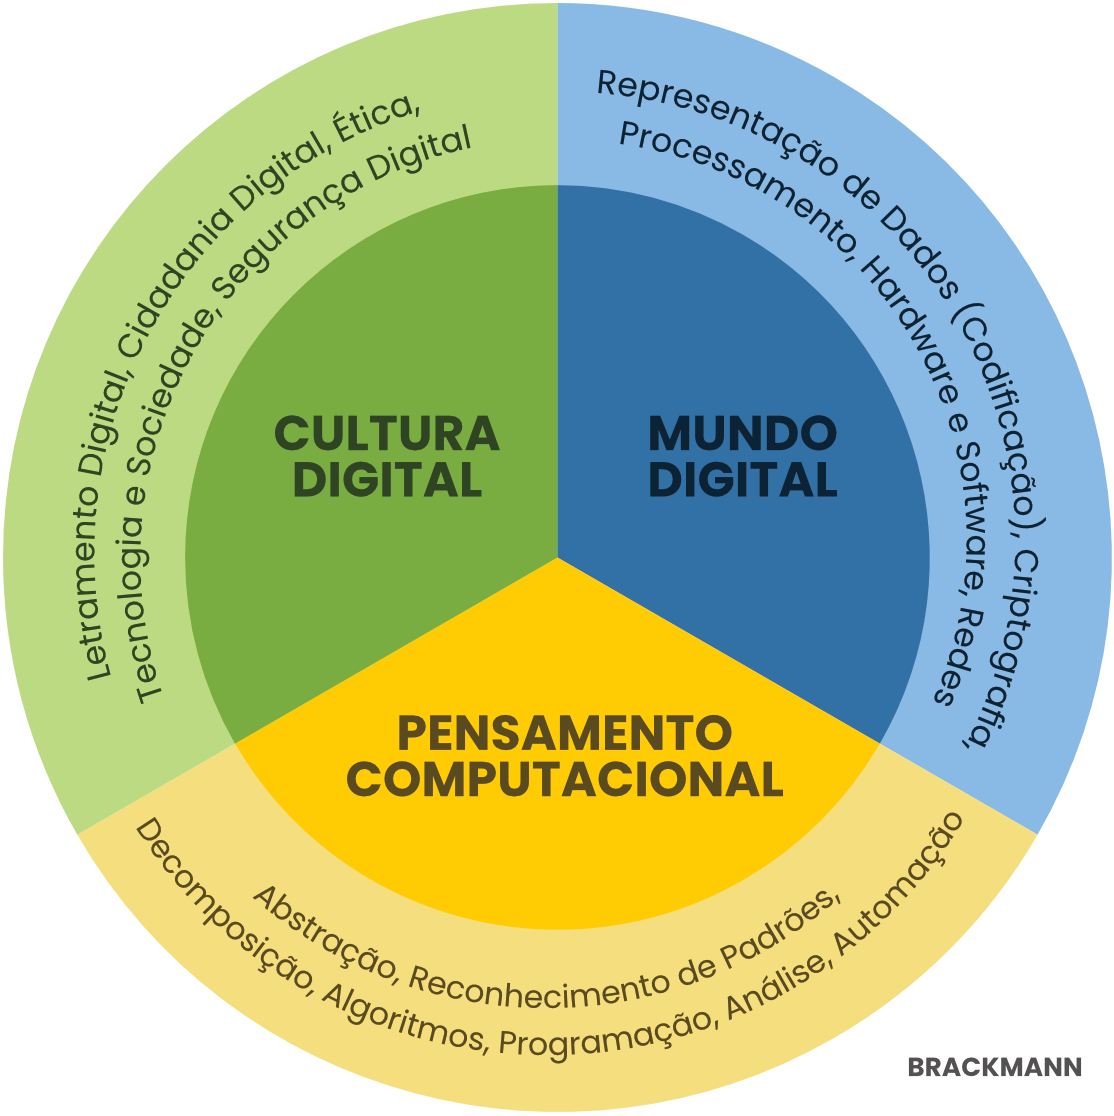 Letramento Digital, Cidadania Digital, Ética,
Tecnologia e Sociedade, Segurança Digital
Representação de Dados (Codificação), Criptografia,
Processamento, Hardware e Software, Redes
CULTURA
DIGITAL
MUNDO
DIGITAL
PENSAMENTO
COMPUTACIONAL
Abstração, Reconhecimento de Padrões,
Decomposição, Algoritmos, Programação, Análise, Automação
BRACKMANN